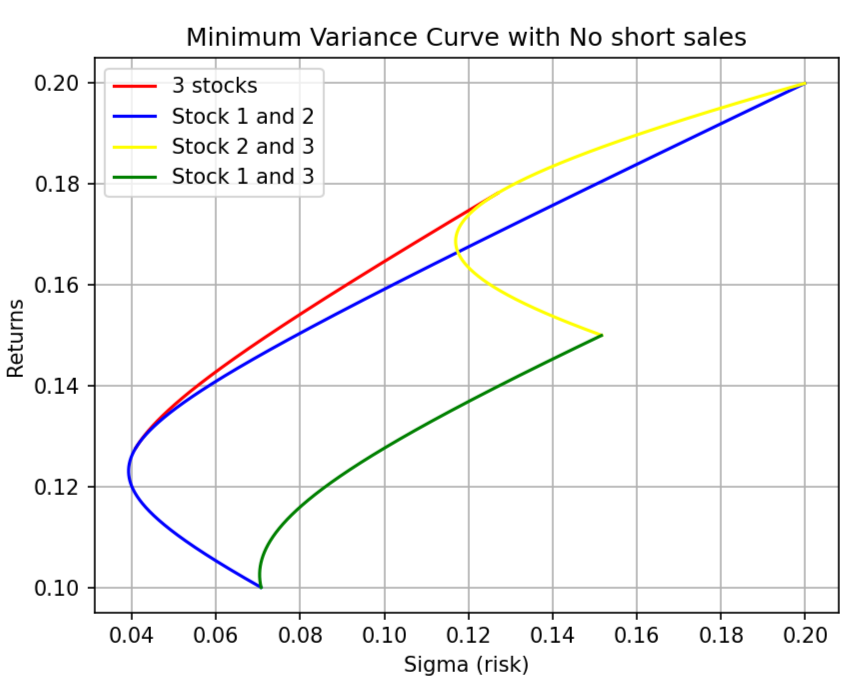 Minimum Variance Curve with No short sales
3 stocks
Stock 1 and 2
Stock 2 and 3
Stock 1 and 3
Returns
0.20
0.18
0.16
0.14
0.12
0.10
0.04 0.06 0.08 0.10 0.12 0.14 0.16 0.18 0.20
Sigma (risk)